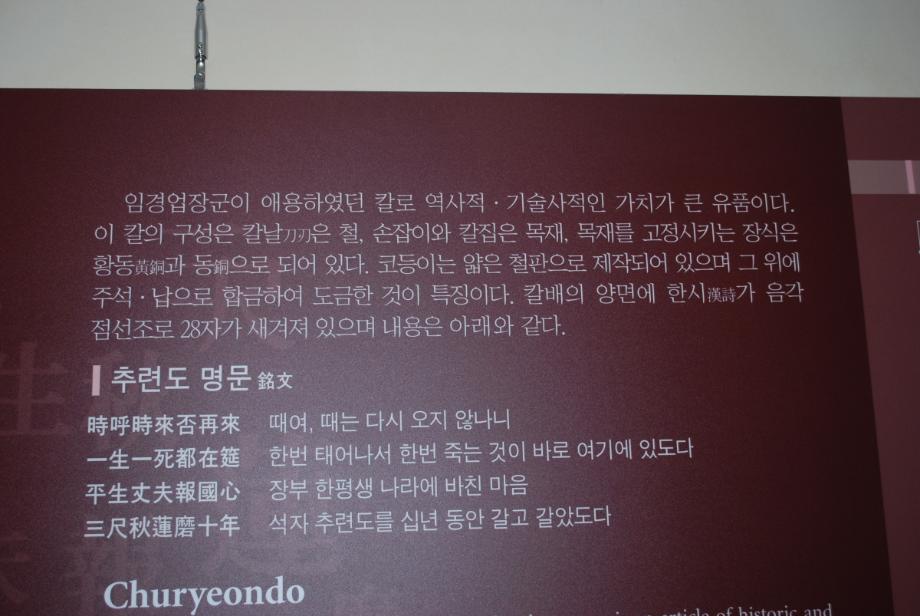 임경업장군이 애용하였던 칼로 역사적 · 기술사적인 가치가 큰 유품이다.
이 칼의 구성은 칼날刀刃은 철, 손잡이와 칼집은 목재, 목재를 고정시키는 장식은
황동黃銅과 동銅으로 되어 있다. 코등이는 얇은 철판으로 제작되어 있으며 그 위에
주석 · 납으로 합금하여 도금한 것이 특징이다. 칼배의 양면에 한시漢詩가 음각
점선조로 28자가 새겨져 있으며 내용은 아래와 같다.
추련도 명문 銘文
時呼時來否再來 때여, 때는 다시 오지 않나니
一生一死都在筵 한번 태어나서 한번 죽는 것이 바로 여기에 있도다
平生丈夫報國心 장부 한평생 나라에 바친 마음
三尺秋蓮磨十年 석자 추련도를 십년 동안 갈고 갈았도다
Churyeondo
article of historic and